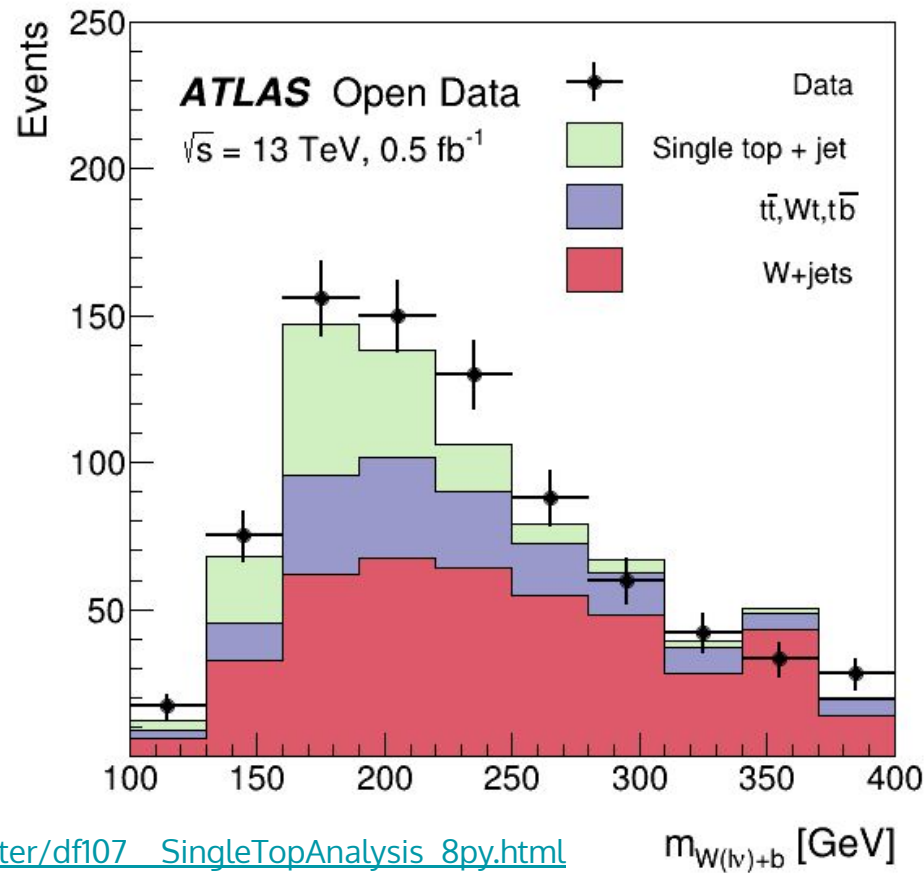 Events
250
200
150
100
50
ATLAS Open Data
√s = 13 TeV, 0.5 fb⁻¹
Data
Single top + jet
tt̄,Wt,tb̄
W+jets
100 150 200 250 300 350 400
m_W(lν)+b [GeV]
ter/df107__SingleTopAnalysis_8py.html